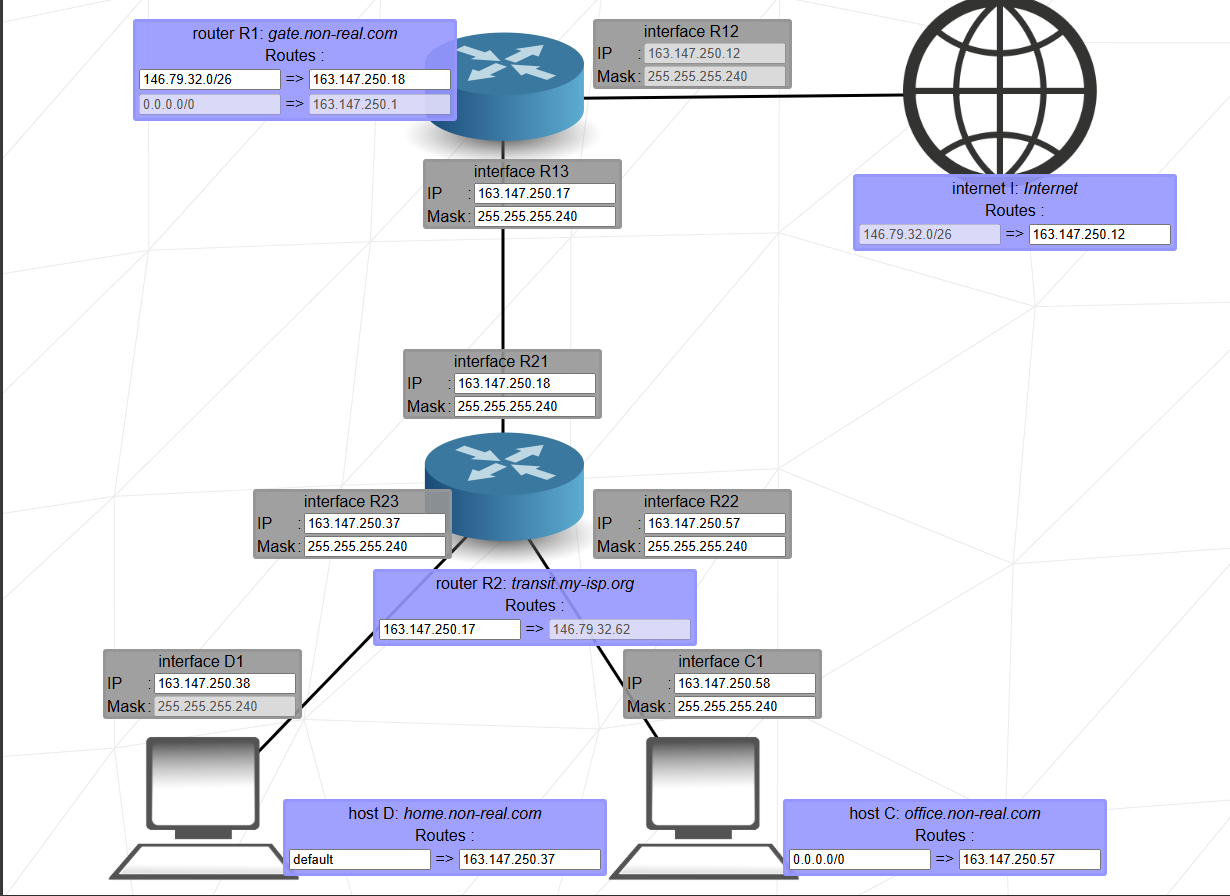 router R1: gate.non-real.com
Routes :
146.79.32.0/26 => 163.147.250.18
0.0.0.0/0 => 163.147.250.1
interface R12
IP : 163.147.250.12
Mask : 255.255.255.240
internet I: Internet
Routes :
146.79.32.0/26 => 163.147.250.12
interface R13
IP : 163.147.250.17
Mask : 255.255.255.240
interface R21
IP : 163.147.250.18
Mask : 255.255.255.240
interface R23
IP : 163.147.250.37
Mask : 255.255.255.240
interface R22
IP : 163.147.250.57
Mask : 255.255.255.240
router R2: transit.my-isp.org
Routes :
163.147.250.17 => 146.79.32.62
interface D1
IP : 163.147.250.38
Mask : 255.255.255.240
interface C1
IP : 163.147.250.58
Mask : 255.255.255.240
host D: home.non-real.com
Routes :
default => 163.147.250.37
host C: office.non-real.com
Routes :
0.0.0.0/0 => 163.147.250.57